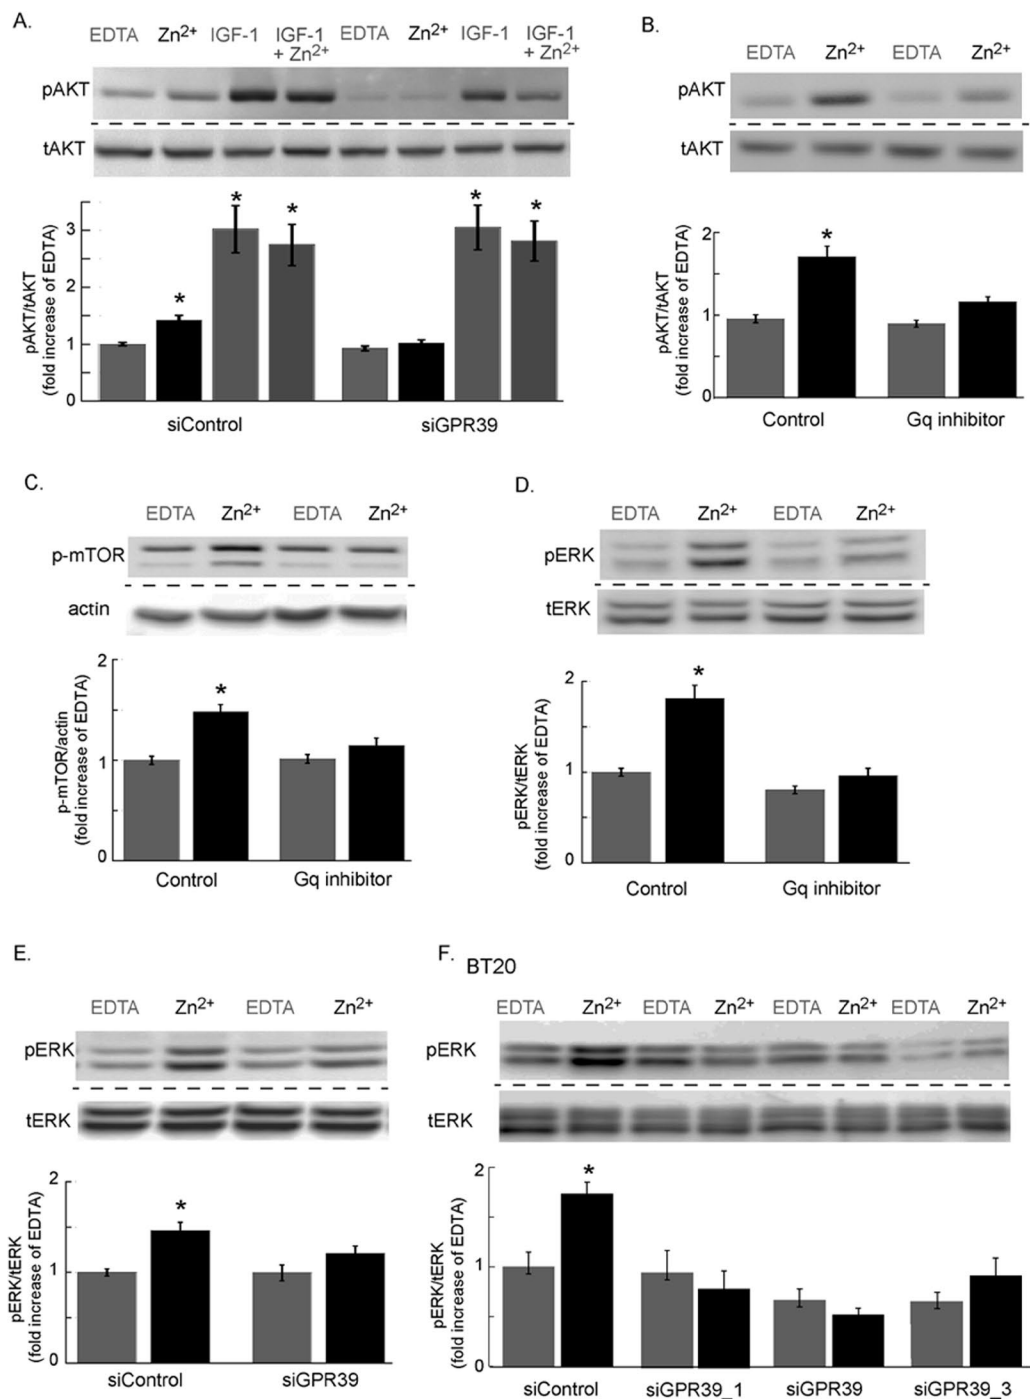 A.
EDTA Zn2+ IGF-1 IGF-1 + Zn2+ EDTA Zn2+ IGF-1 IGF-1 + Zn2+
pAKT
tAKT
pAKT/tAKT
(fold increase of EDTA)
3
2
1
0
*
*
*
*
*
siControl siGPR39
B.
EDTA Zn2+ EDTA Zn2+
pAKT
tAKT
pAKT/tAKT
(fold increase of EDTA)
2
1
0
*
Control Gq inhibitor
C.
EDTA Zn2+ EDTA Zn2+
p-mTOR
actin
p-mTOR/actin
(fold increase of EDTA)
2
1
0
*
Control Gq inhibitor
D.
EDTA Zn2+ EDTA Zn2+
pERK
tERK
pERK/tERK
(fold increase of EDTA)
2
1
0
*
Control Gq inhibitor
E.
EDTA Zn2+ EDTA Zn2+
pERK
tERK
pERK/tERK
(fold increase of EDTA)
2
1
0
*
siControl siGPR39
F. BT20
EDTA Zn2+ EDTA Zn2+ EDTA Zn2+ EDTA Zn2+
pERK
tERK
pERK/tERK
(fold increase of EDTA)
2
1
0
*
siControl siGPR39_1 siGPR39 siGPR39_3